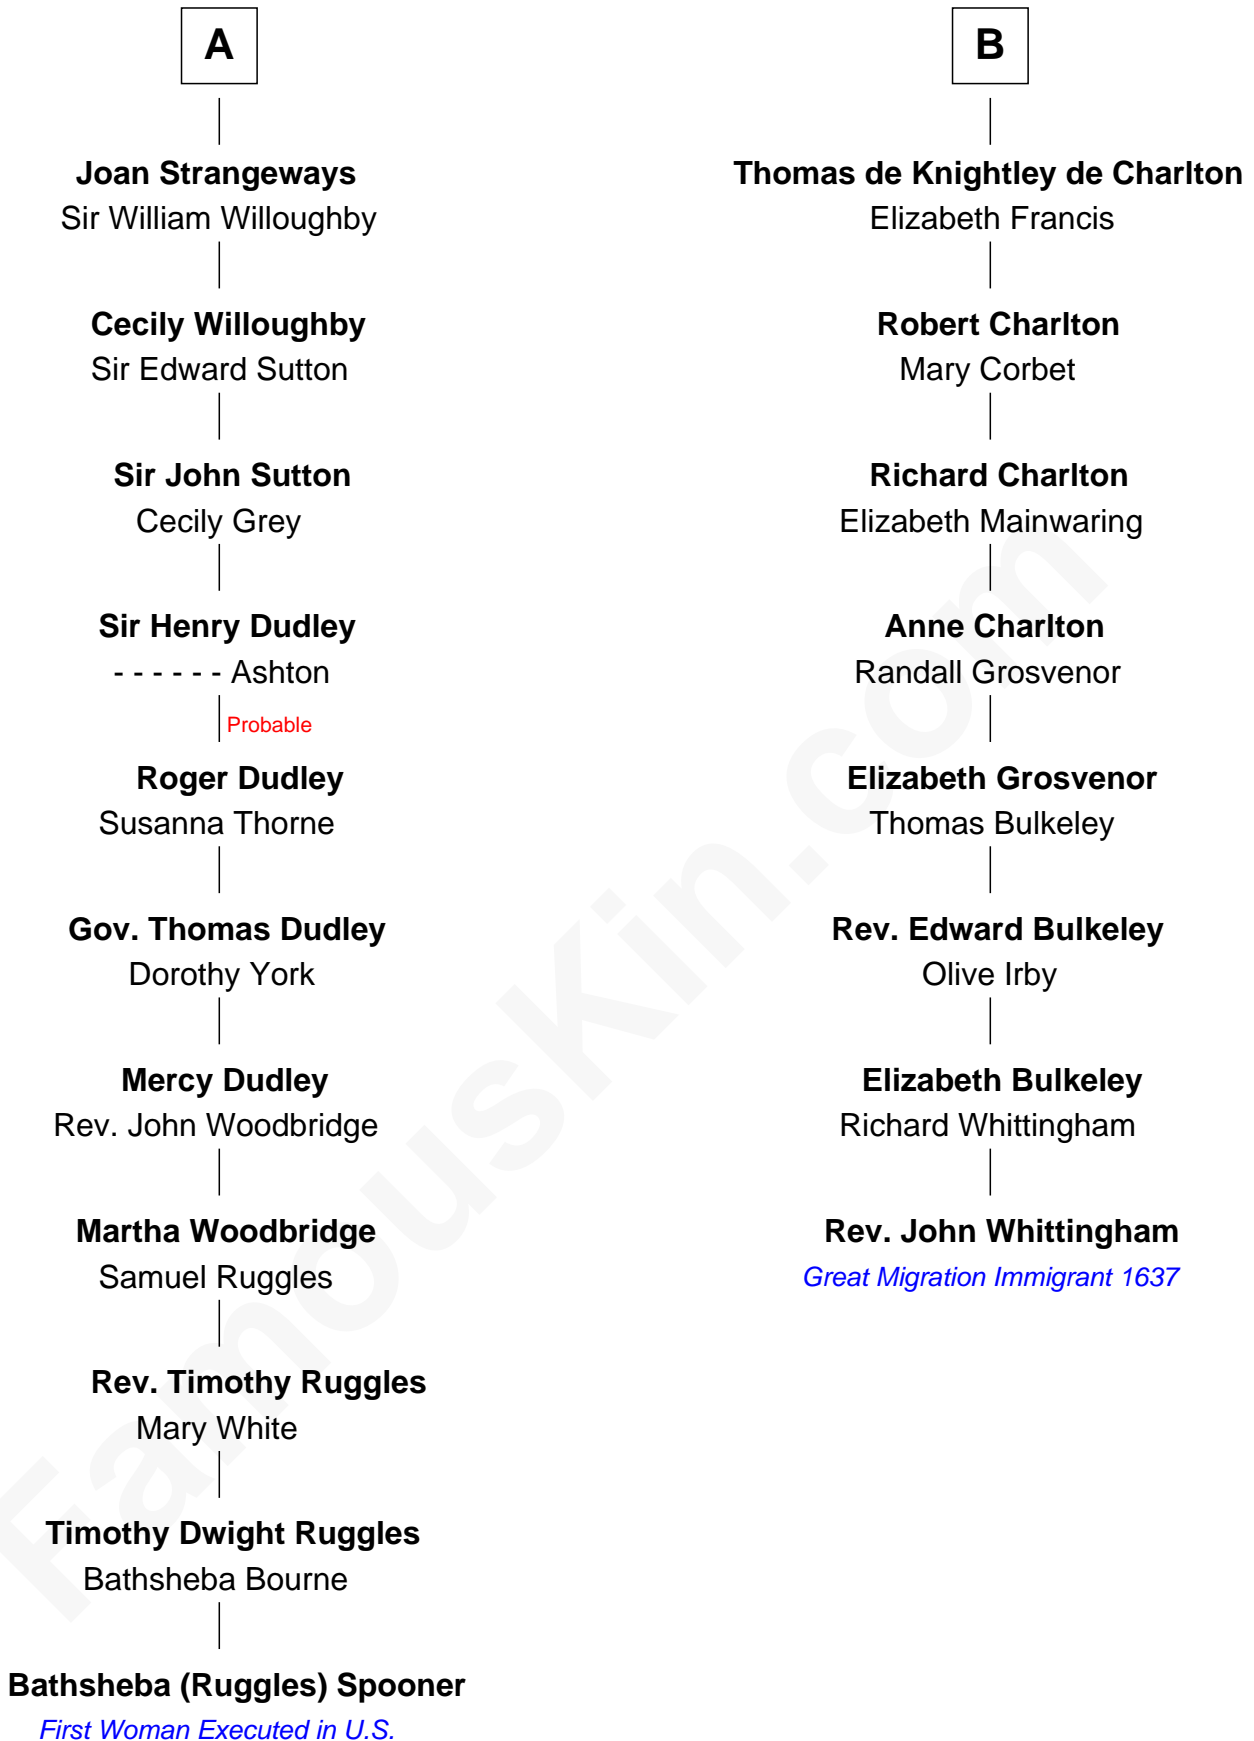 A
Joan Strangeways
Sir William Willoughby
Cecily Willoughby
Sir Edward Sutton
Sir John Sutton
Cecily Grey
Sir Henry Dudley
- - - - - - Ashton
Probable
Roger Dudley
Susanna Thorne
Gov. Thomas Dudley
Dorothy York
Mercy Dudley
Rev. John Woodbridge
Martha Woodbridge
Samuel Ruggles
Rev. Timothy Ruggles
Mary White
Timothy Dwight Ruggles
Bathsheba Bourne
Bathsheba (Ruggles) Spooner
First Woman Executed in U.S.
B
Thomas de Knightley de Charlton
Elizabeth Francis
Robert Charlton
Mary Corbet
Richard Charlton
Elizabeth Mainwaring
Anne Charlton
Randall Grosvenor
Elizabeth Grosvenor
Thomas Bulkeley
Rev. Edward Bulkeley
Olive Irby
Elizabeth Bulkeley
Richard Whittingham
Rev. John Whittingham
Great Migration Immigrant 1637
FamousKin.com